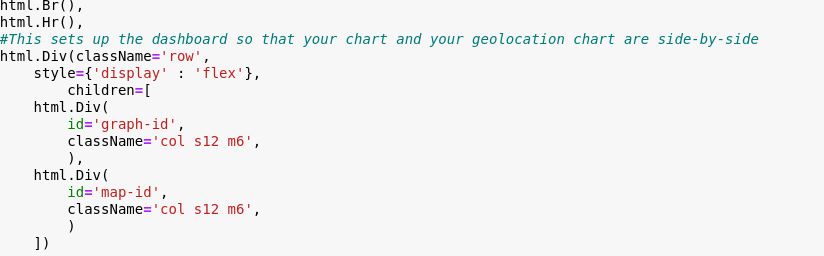 html.Br(),
html.Hr(),
#This sets up the dashboard so that your chart and your geolocation chart are side-by-side
html.Div(className='row',
    style={'display' : 'flex'},
        children=[
    html.Div(
        id='graph-id',
        className='col s12 m6',
        ),
    html.Div(
        id='map-id',
        className='col s12 m6',
        )
    ])